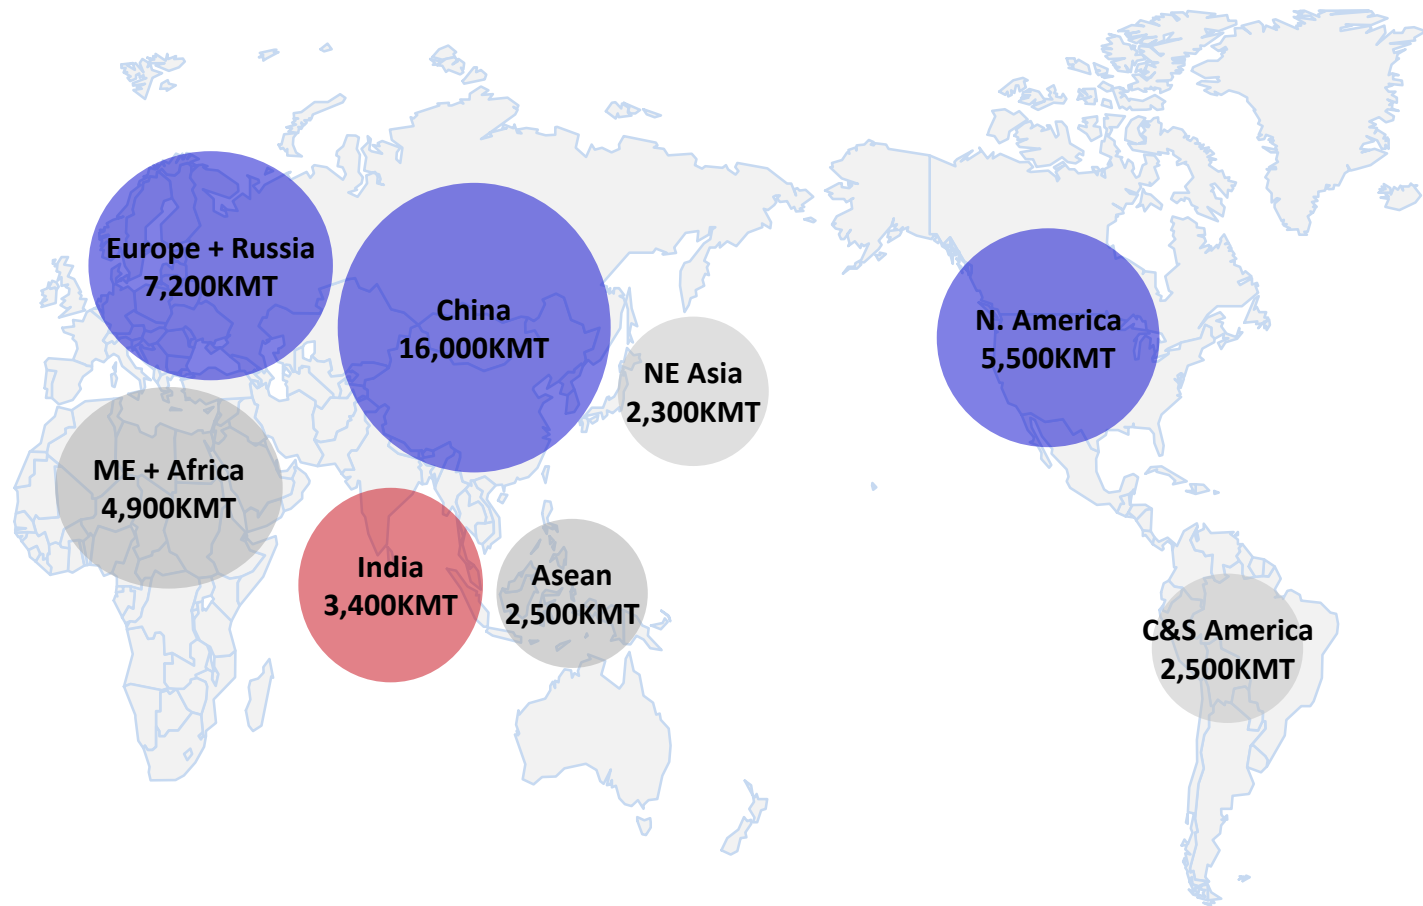 Europe + Russia
7,200KMT
China
16,000KMT
N. America
5,500KMT
NE Asia
2,300KMT
ME + Africa
4,900KMT
India
3,400KMT
Asean
2,500KMT
C&S America
2,500KMT